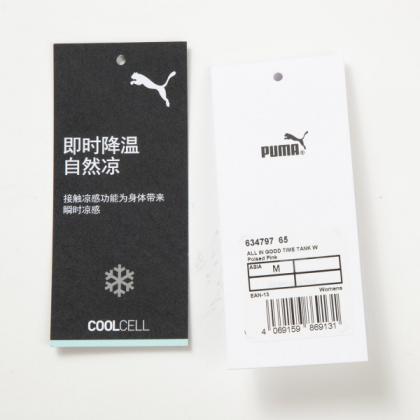 即时降温
自然凉
接触凉感功能为身体带来
瞬时凉感
COOLCELL
PUMA
634797 65
ALL IN GOOD TIME TANK W
Poised Pink
ASIA M
EAN-13 Womens
4 069159 869131